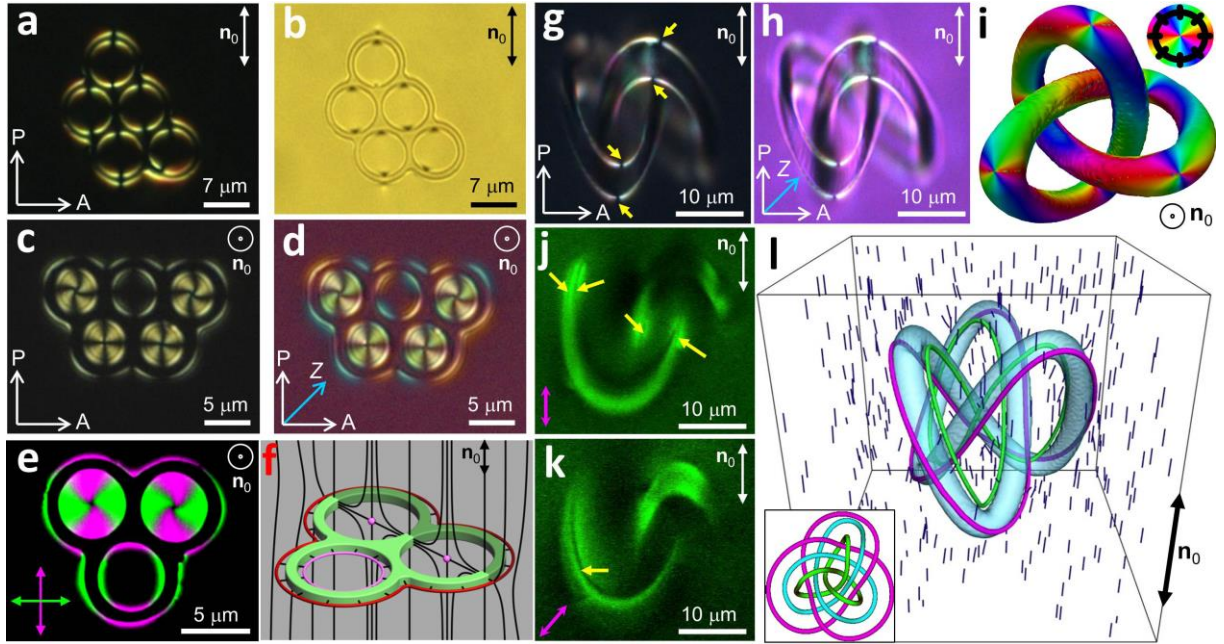 a
n₀
P
A
7 μm
b
n₀
7 μm
g
n₀
P
A
10 μm
h
n₀
P
Z
A
10 μm
i
n₀
c
n₀
P
A
5 μm
d
n₀
P
Z
A
5 μm
j
n₀
10 μm
l
n₀
e
n₀
5 μm
f
n₀
k
n₀
10 μm